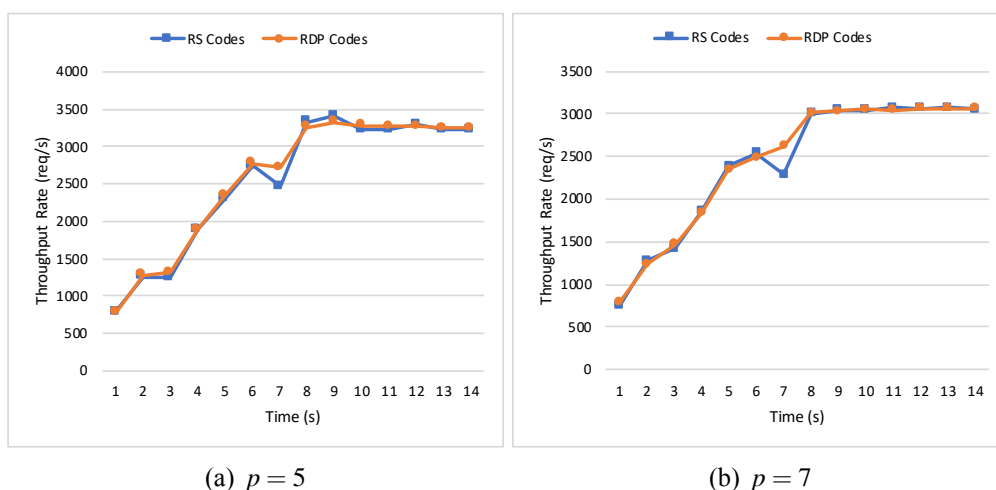 RS Codes RDP Codes
4000
3500
3000
2500
2000
1500
1000
500
0
Throughput Rate (req/s)
1 2 3 4 5 6 7 8 9 10 11 12 13 14
Time (s)
(a) p = 5
RS Codes RDP Codes
3500
3000
2500
2000
1500
1000
500
0
Throughput Rate (req/s)
1 2 3 4 5 6 7 8 9 10 11 12 13 14
Time (s)
(b) p = 7